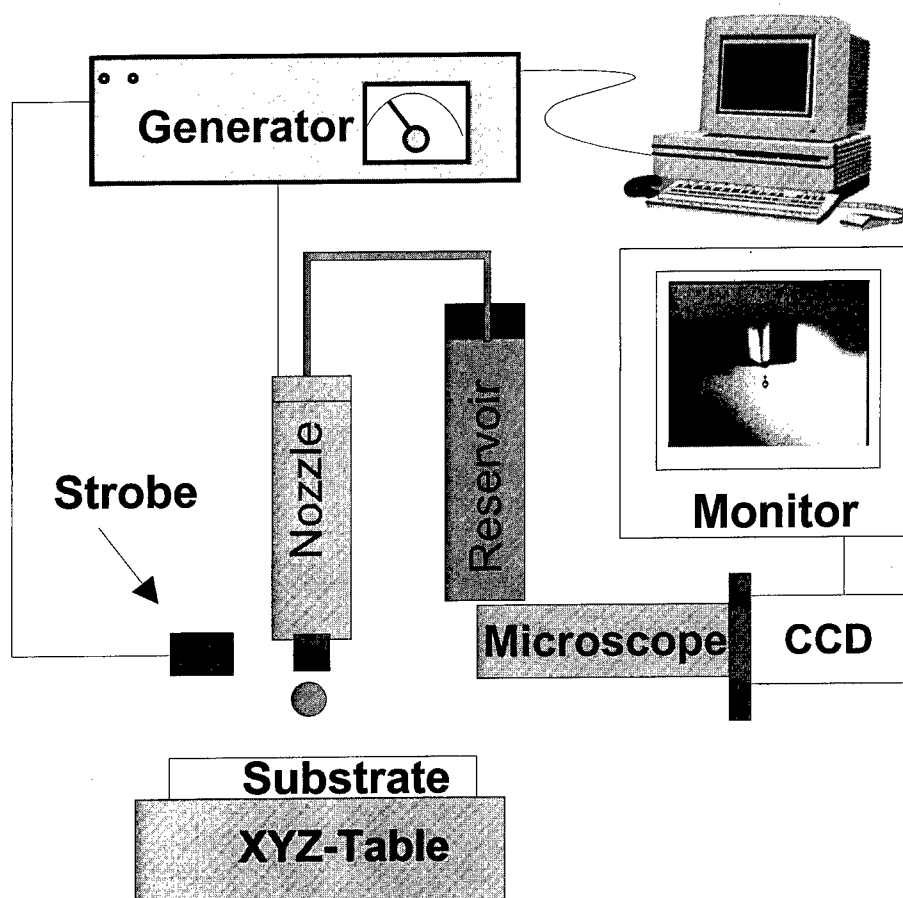 Generator
Nozzle
Reservoir
Strobe
Monitor
Microscope
CCD
Substrate
XYZ-Table